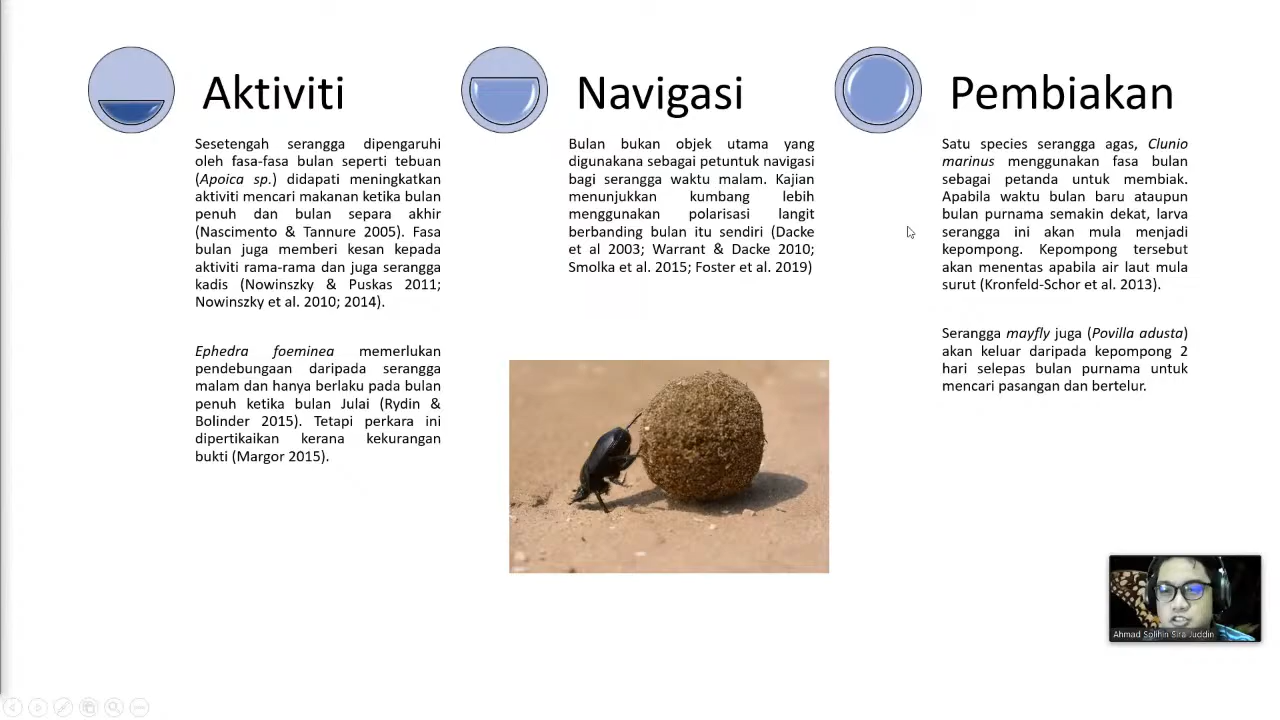 Aktiviti
Sesetengah serangga dipengaruhi
oleh fasa-fasa bulan seperti tebuan
(Apoica sp.) didapati meningkatkan
aktiviti mencari makanan ketika bulan
penuh dan bulan separa akhir
(Nascimento & Tannure 2005). Fasa
bulan juga memberi kesan kepada
aktiviti rama-rama dan juga serangga
kadis (Nowinszky & Puskas 2011;
Nowinszky et al. 2010; 2014).
Ephedra foeminea memerlukan
pendebungaan daripada serangga
malam dan hanya berlaku pada bulan
penuh ketika bulan Julai (Rydin &
Bolinder 2015). Tetapi perkara ini
dipertikaikan kerana kekurangan
bukti (Margor 2015).
Navigasi
Bulan bukan objek utama yang
digunakana sebagai petuntuk navigasi
bagi serangga waktu malam. Kajian
menunjukkan kumbang lebih
menggunakan polarisasi langit
berbanding bulan itu sendiri (Dacke
et al 2003; Warrant & Dacke 2010;
Smolka et al. 2015; Foster et al. 2019)
Pembiakan
Satu species serangga agas, Clunio
marinus menggunakan fasa bulan
sebagai petanda untuk membiak.
Apabila waktu bulan baru ataupun
bulan purnama semakin dekat, larva
serangga ini akan mula menjadi
kepompong. Kepompong tersebut
akan menentas apabila air laut mula
surut (Kronfeld-Schor et al. 2013).
Serangga mayfly juga (Povilla adusta)
akan keluar daripada kepompong 2
hari selepas bulan purnama untuk
mencari pasangan dan bertelur.
Ahmad Solihin Sira Juddin